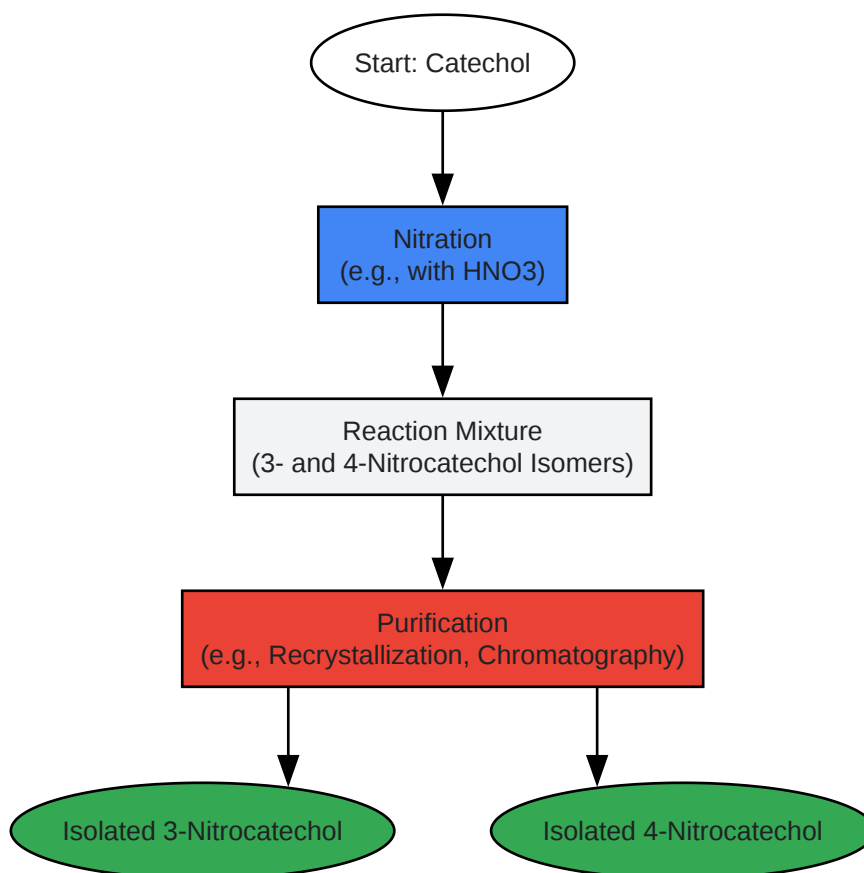 Start: Catechol
Nitration
(e.g., with HNO3)
Reaction Mixture
(3- and 4-Nitrocatechol Isomers)
Purification
(e.g., Recrystallization, Chromatography)
Isolated 3-Nitrocatechol
Isolated 4-Nitrocatechol